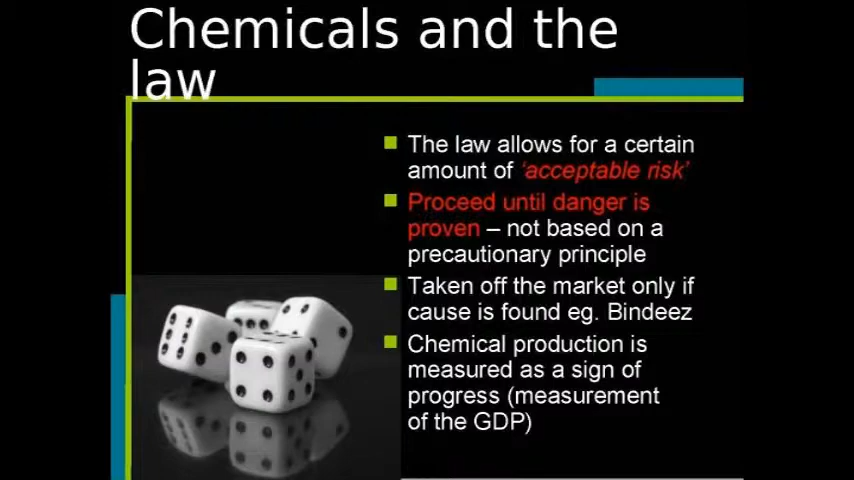 Chemicals and the
law
The law allows for a certain
amount of ‘acceptable risk’
Proceed until danger is
proven – not based on a
precautionary principle
Taken off the market only if
cause is found eg. Bindeez
Chemical production is
measured as a sign of
progress (measurement
of the GDP)